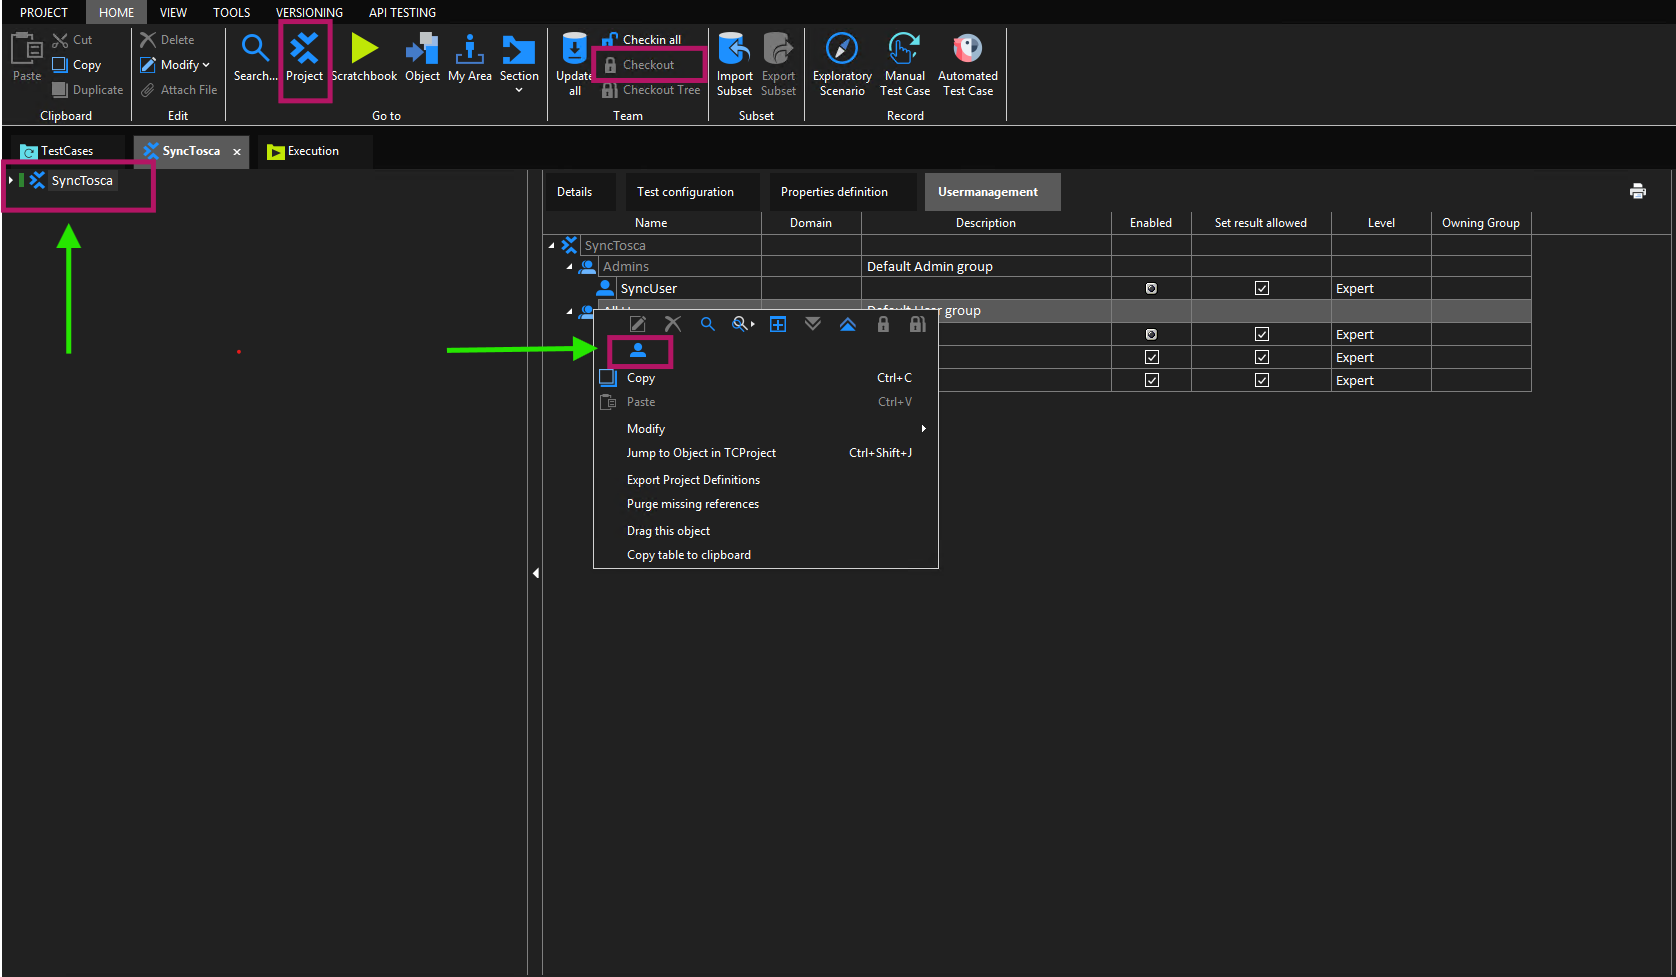 PROJECT HOME VIEW TOOLS VERSIONING API TESTING
Paste
Cut
Copy
Duplicate
Clipboard
Delete
Modify
Attach File
Edit
Search...
Project
Scratchbook
Object
My Area
Section
Go to
Update
all
Checkin all
Checkout
Checkout Tree
Team
Import
Subset
Export
Subset
Subset
Exploratory
Scenario
Manual
Test Case
Automated
Test Case
Record
TestCases SyncTosca × Execution
SyncTosca
Details Test configuration Properties definition Usermanagement
Name Domain Description Enabled Set result allowed Level Owning Group
SyncTosca
Admins Default Admin group
SyncUser Expert
Default User group
Expert
Expert
Expert
Copy Ctrl+C
Paste Ctrl+V
Modify
Jump to Object in TCProject Ctrl+Shift+J
Export Project Definitions
Purge missing references
Drag this object
Copy table to clipboard